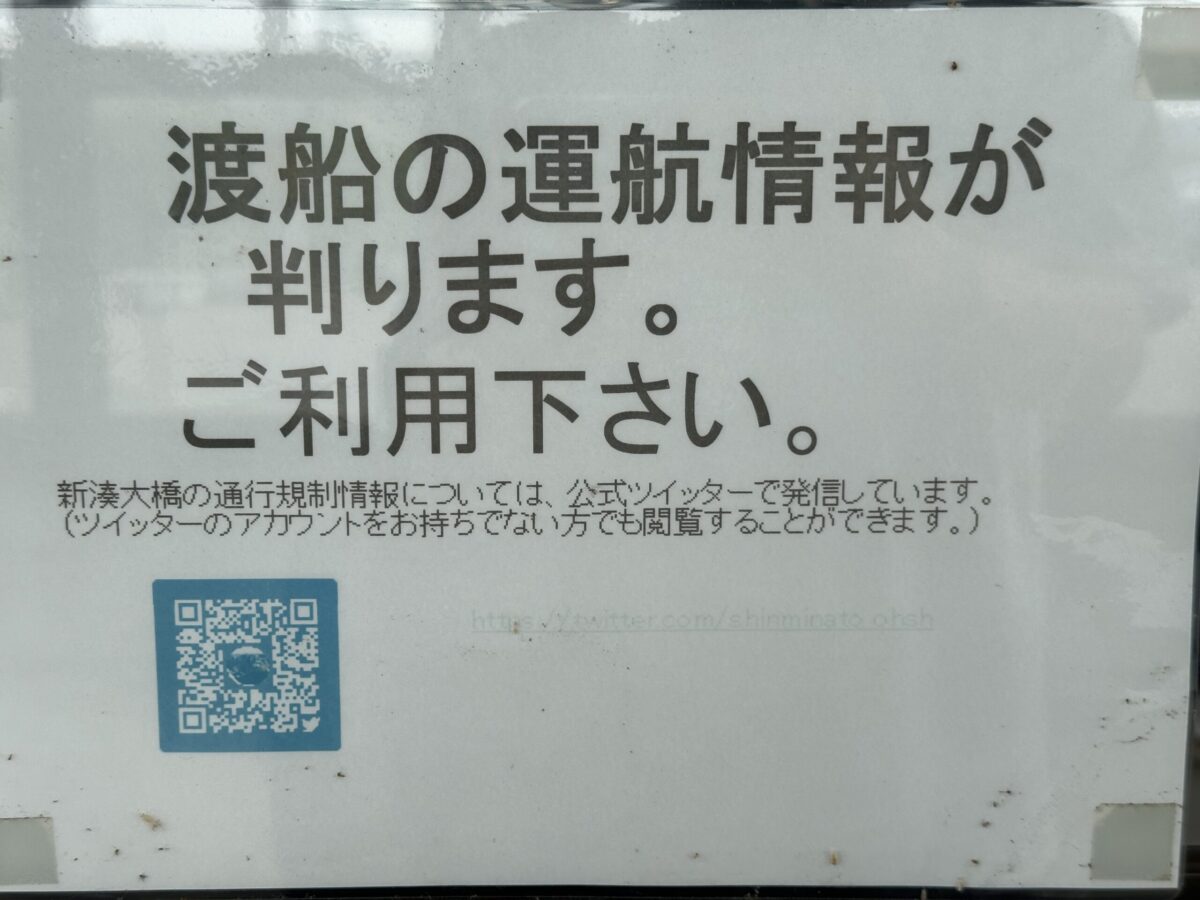 渡船の運航情報が
判ります。
ご利用下さい。
新湊大橋の通行規制情報については、公式ツイッターで発信しています。
(ツイッターのアカウントをお持ちでない方でも閲覧することができます。)
https://twitter.com/shinminato_ohsh